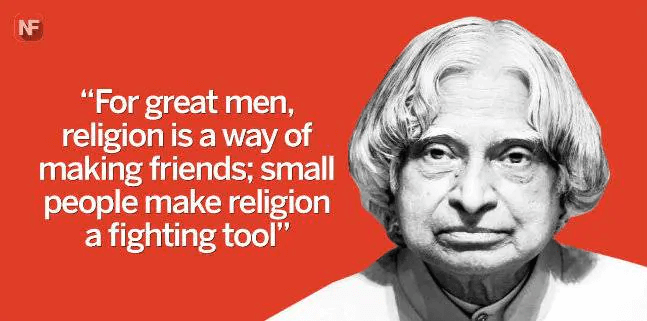 NF
“For great men,
religion is a way of
making friends; small
people make religion
a fighting tool”